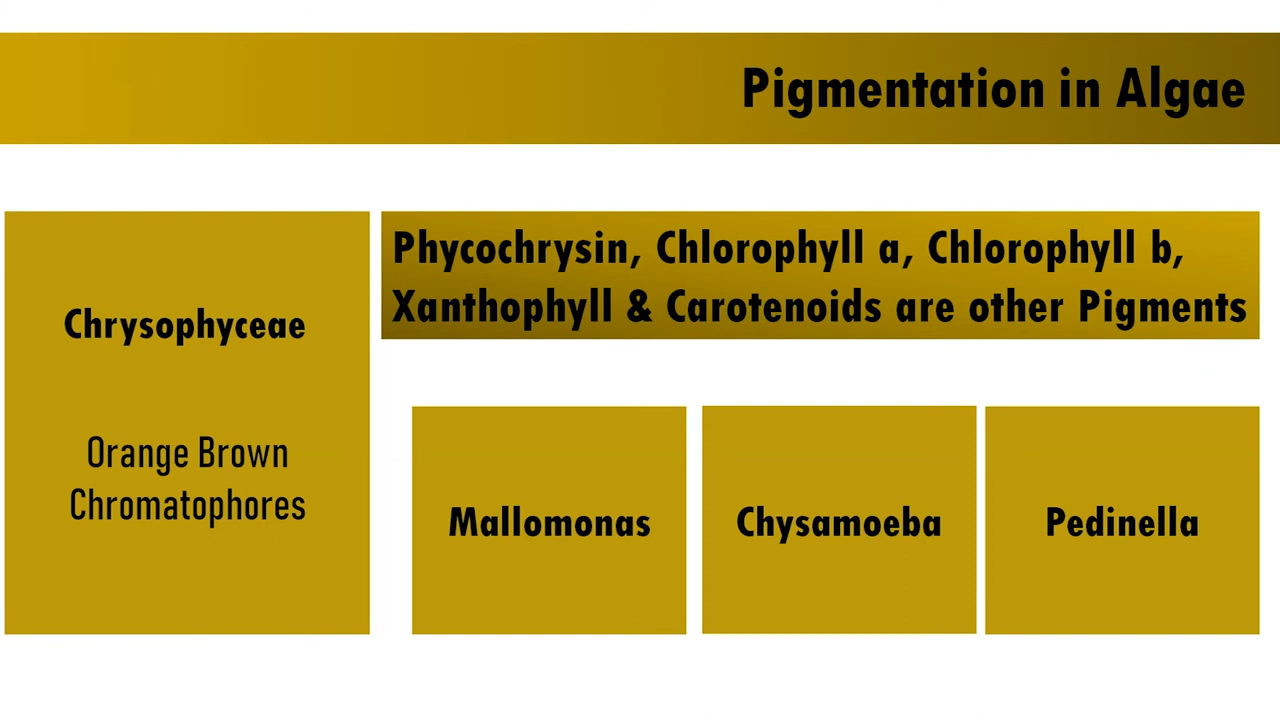 Pigmentation in Algae
Chrysophyceae
Orange Brown
Chromatophores
Phycochrysin, Chlorophyll a, Chlorophyll b,
Xanthophyll & Carotenoids are other Pigments
Mallomonas
Chysamoeba
Pedinella